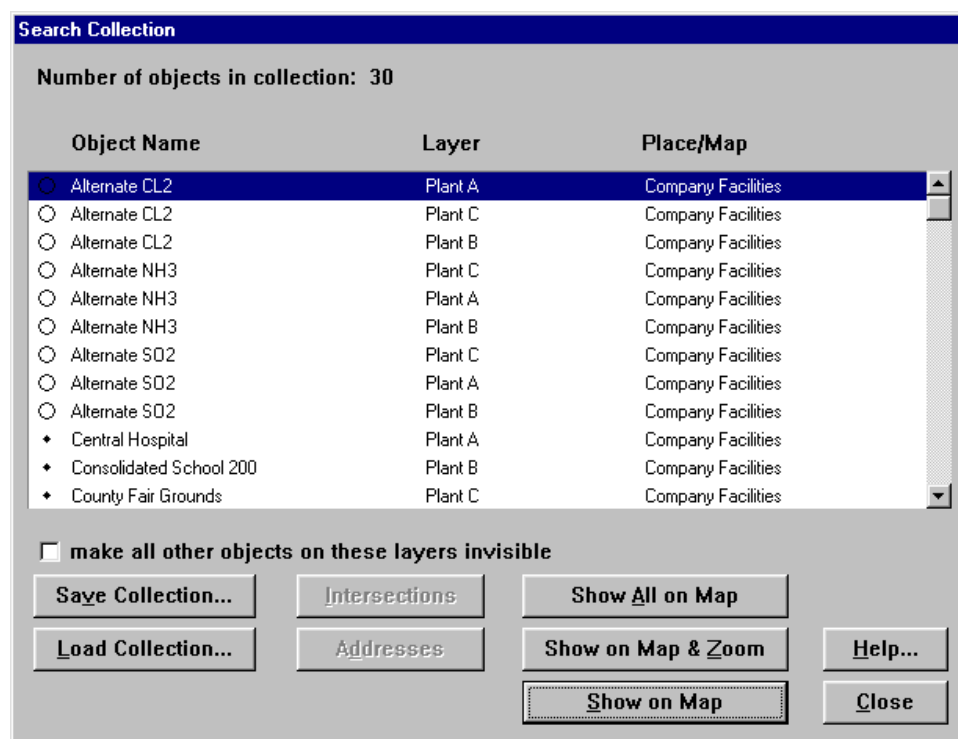 Search Collection
Number of objects in collection: 30
Object Name Layer Place/Map
Alternate CL2 Plant A Company Facilities
Alternate CL2 Plant C Company Facilities
Alternate CL2 Plant B Company Facilities
Alternate NH3 Plant C Company Facilities
Alternate NH3 Plant A Company Facilities
Alternate NH3 Plant B Company Facilities
Alternate SO2 Plant C Company Facilities
Alternate SO2 Plant A Company Facilities
Alternate SO2 Plant B Company Facilities
Central Hospital Plant A Company Facilities
Consolidated School 200 Plant B Company Facilities
County Fair Grounds Plant C Company Facilities
make all other objects on these layers invisible
Save Collection... Intersections Show All on Map
Load Collection... Addresses Show on Map & Zoom Help...
Show on Map Close